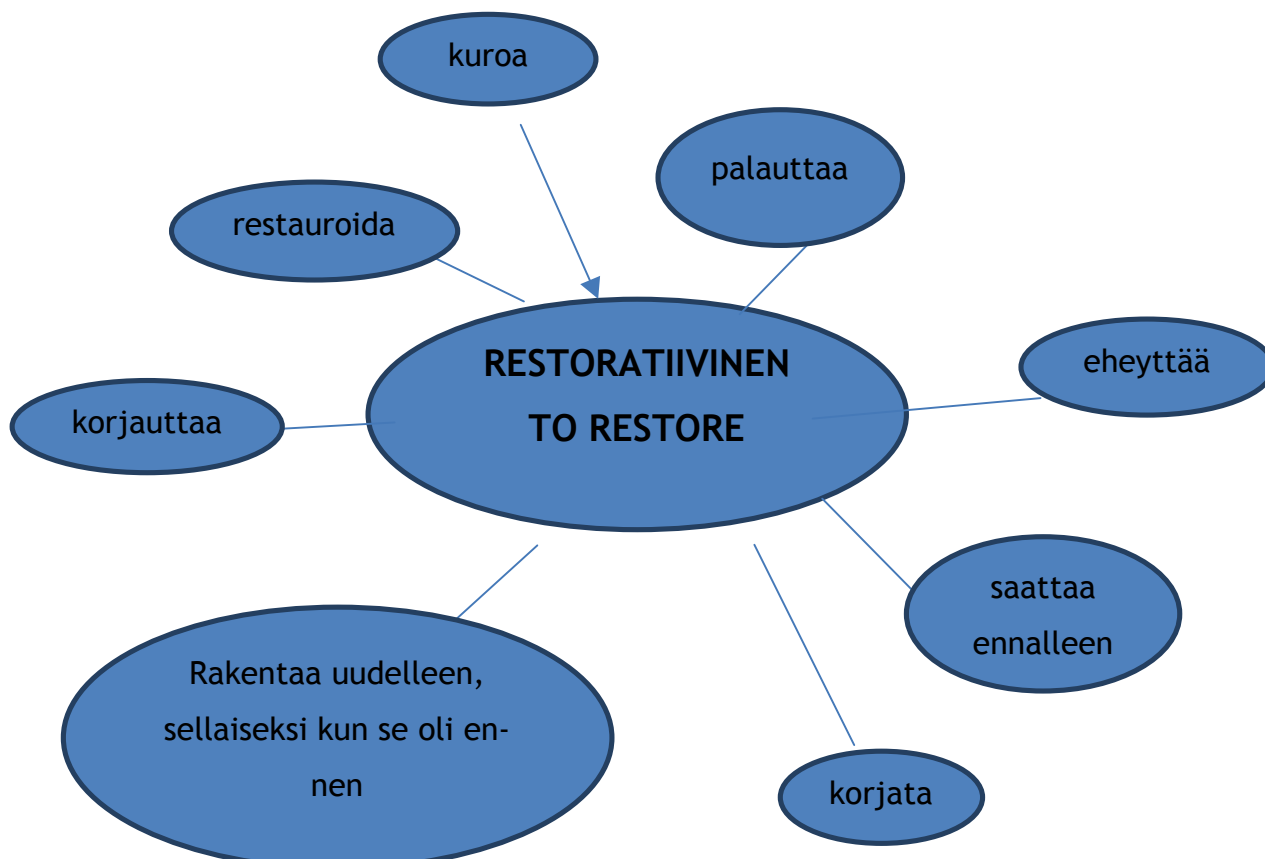 kuroa
palauttaa
restauroida
RESTORATIIVINEN
TO RESTORE
eheyttää
korjauttaa
saattaa
ennalleen
Rakentaa uudelleen,
sellaiseksi kun se oli en-
nen
korjata